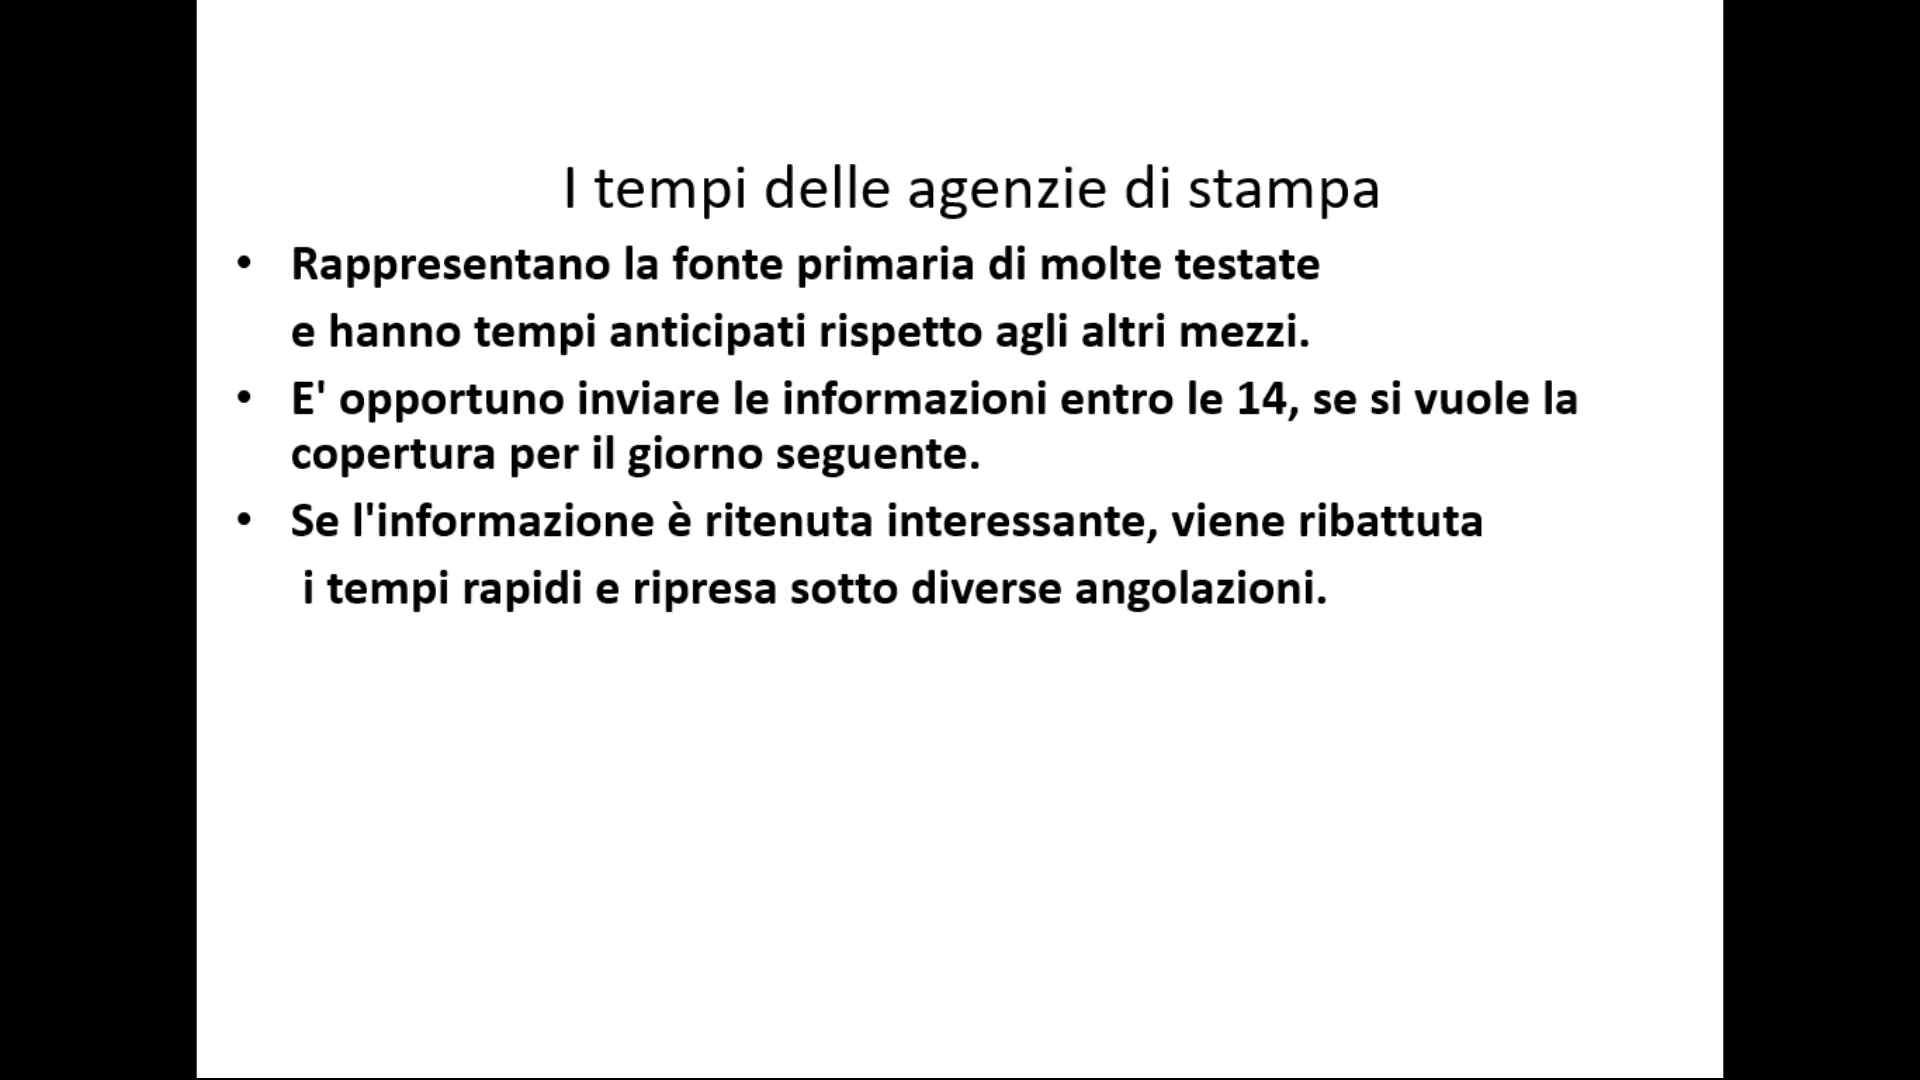 I tempi delle agenzie di stampa
• Rappresentano la fonte primaria di molte testate
e hanno tempi anticipati rispetto agli altri mezzi.
• E' opportuno inviare le informazioni entro le 14, se si vuole la
copertura per il giorno seguente.
• Se l'informazione è ritenuta interessante, viene ribattuta
i tempi rapidi e ripresa sotto diverse angolazioni.